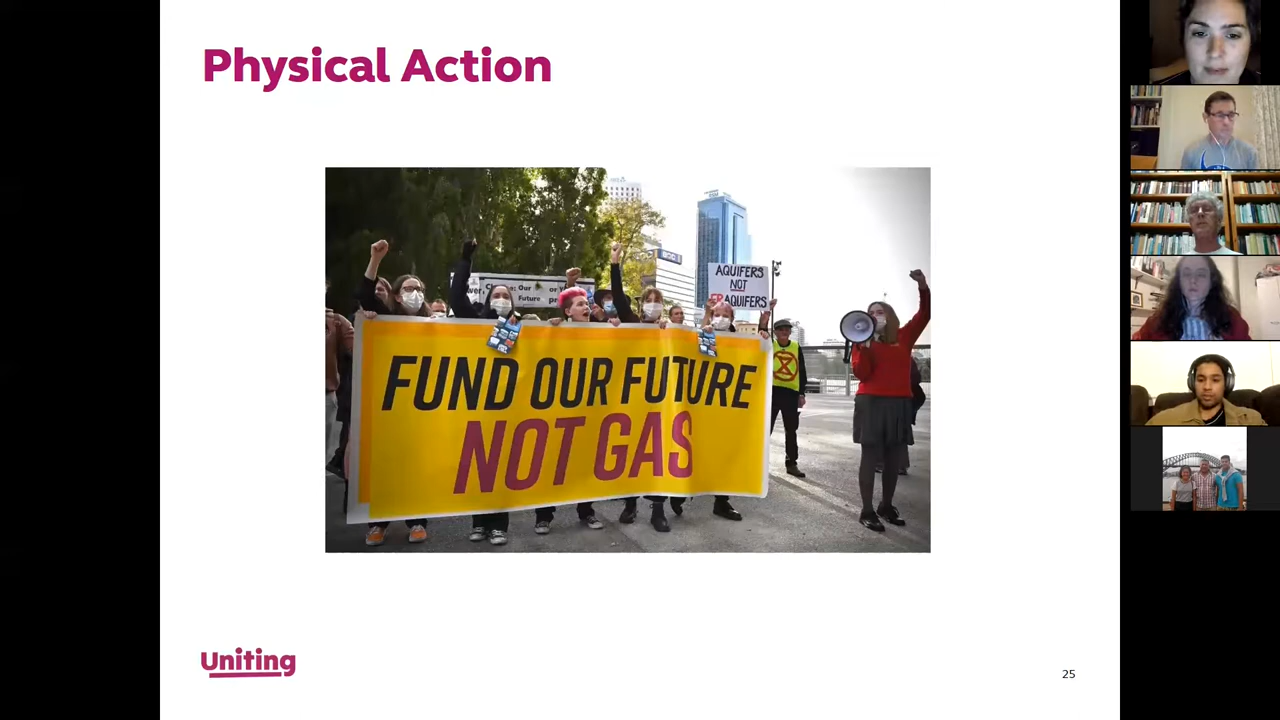 Physical Action
AQUIFERS
NOT
AQUIFERS
FUND OUR FUTURE
NOT GAS
Uniting
25